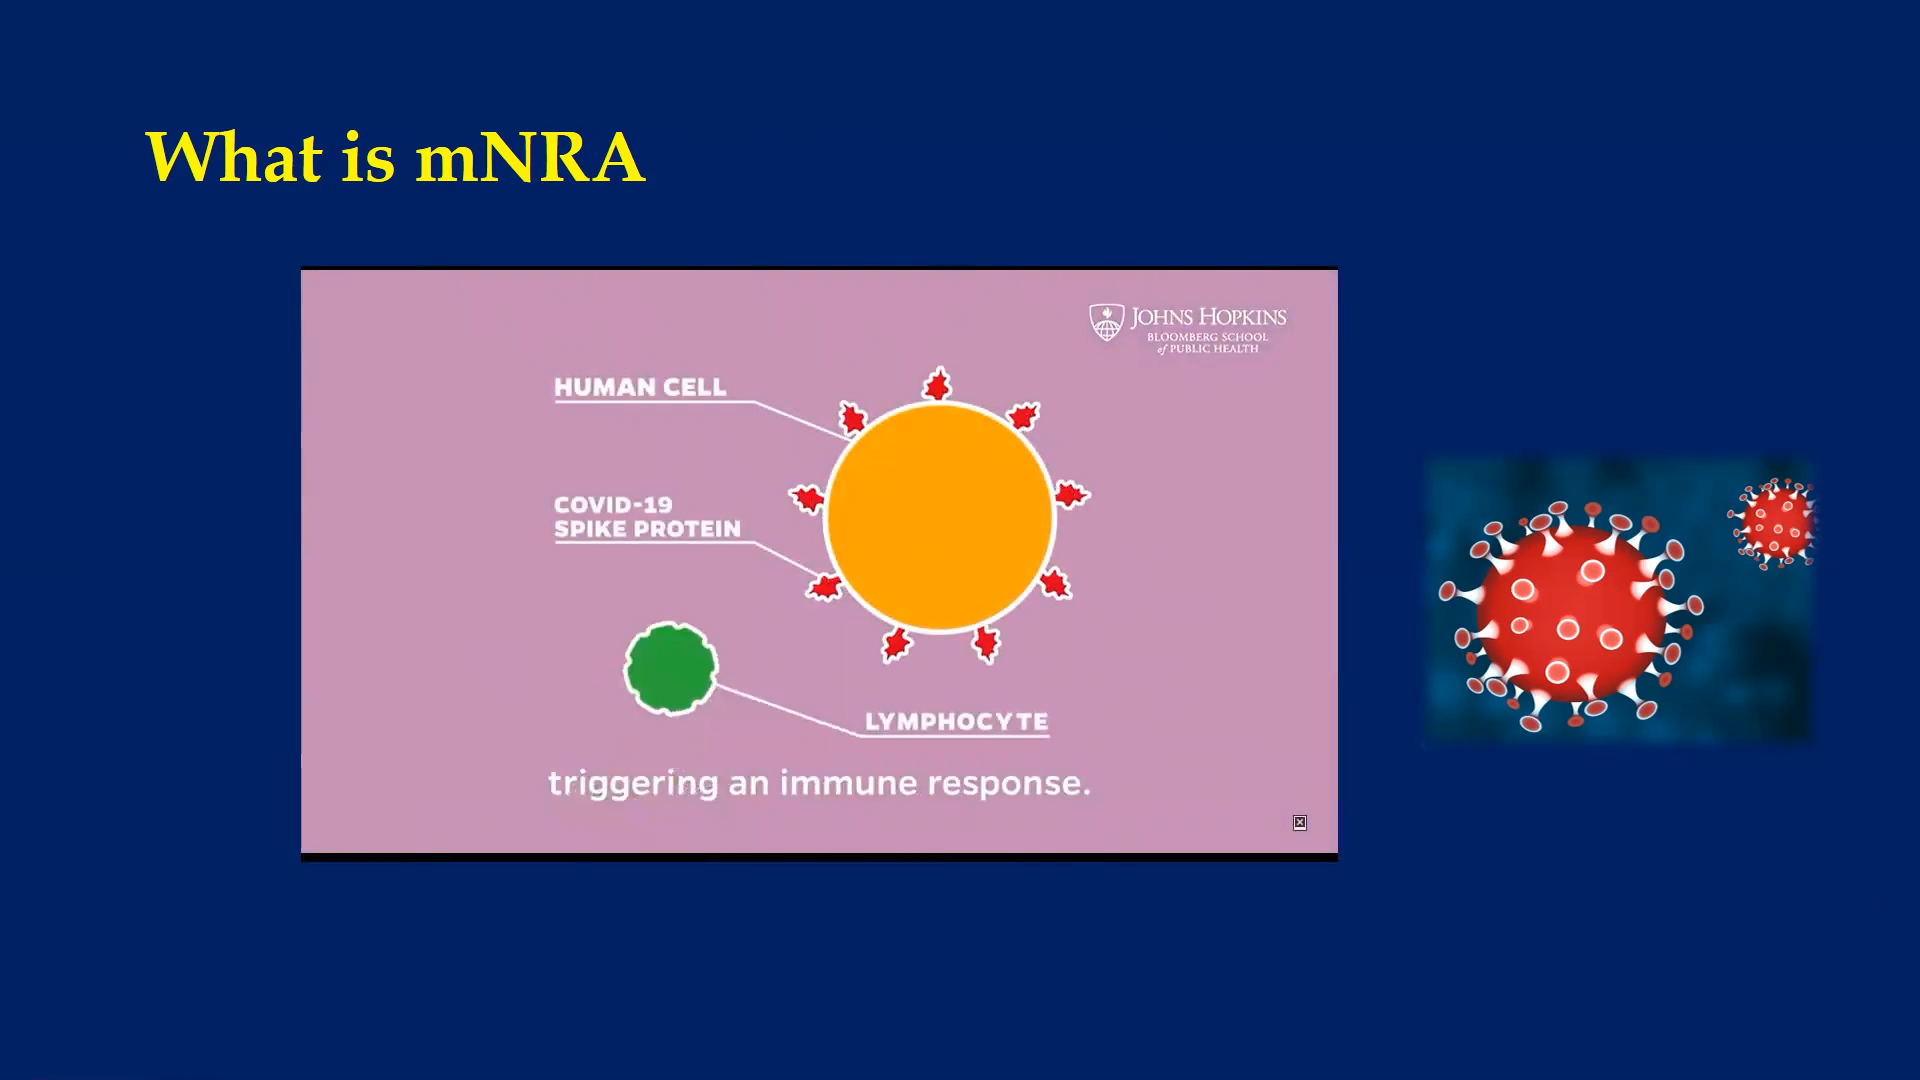 What is mNRA
JOHNS HOPKINS
BLOOMBERG SCHOOL
of PUBLIC HEALTH
HUMAN CELL
COVID-19
SPIKE PROTEIN
LYMPHOCYTE
triggering an immune response.